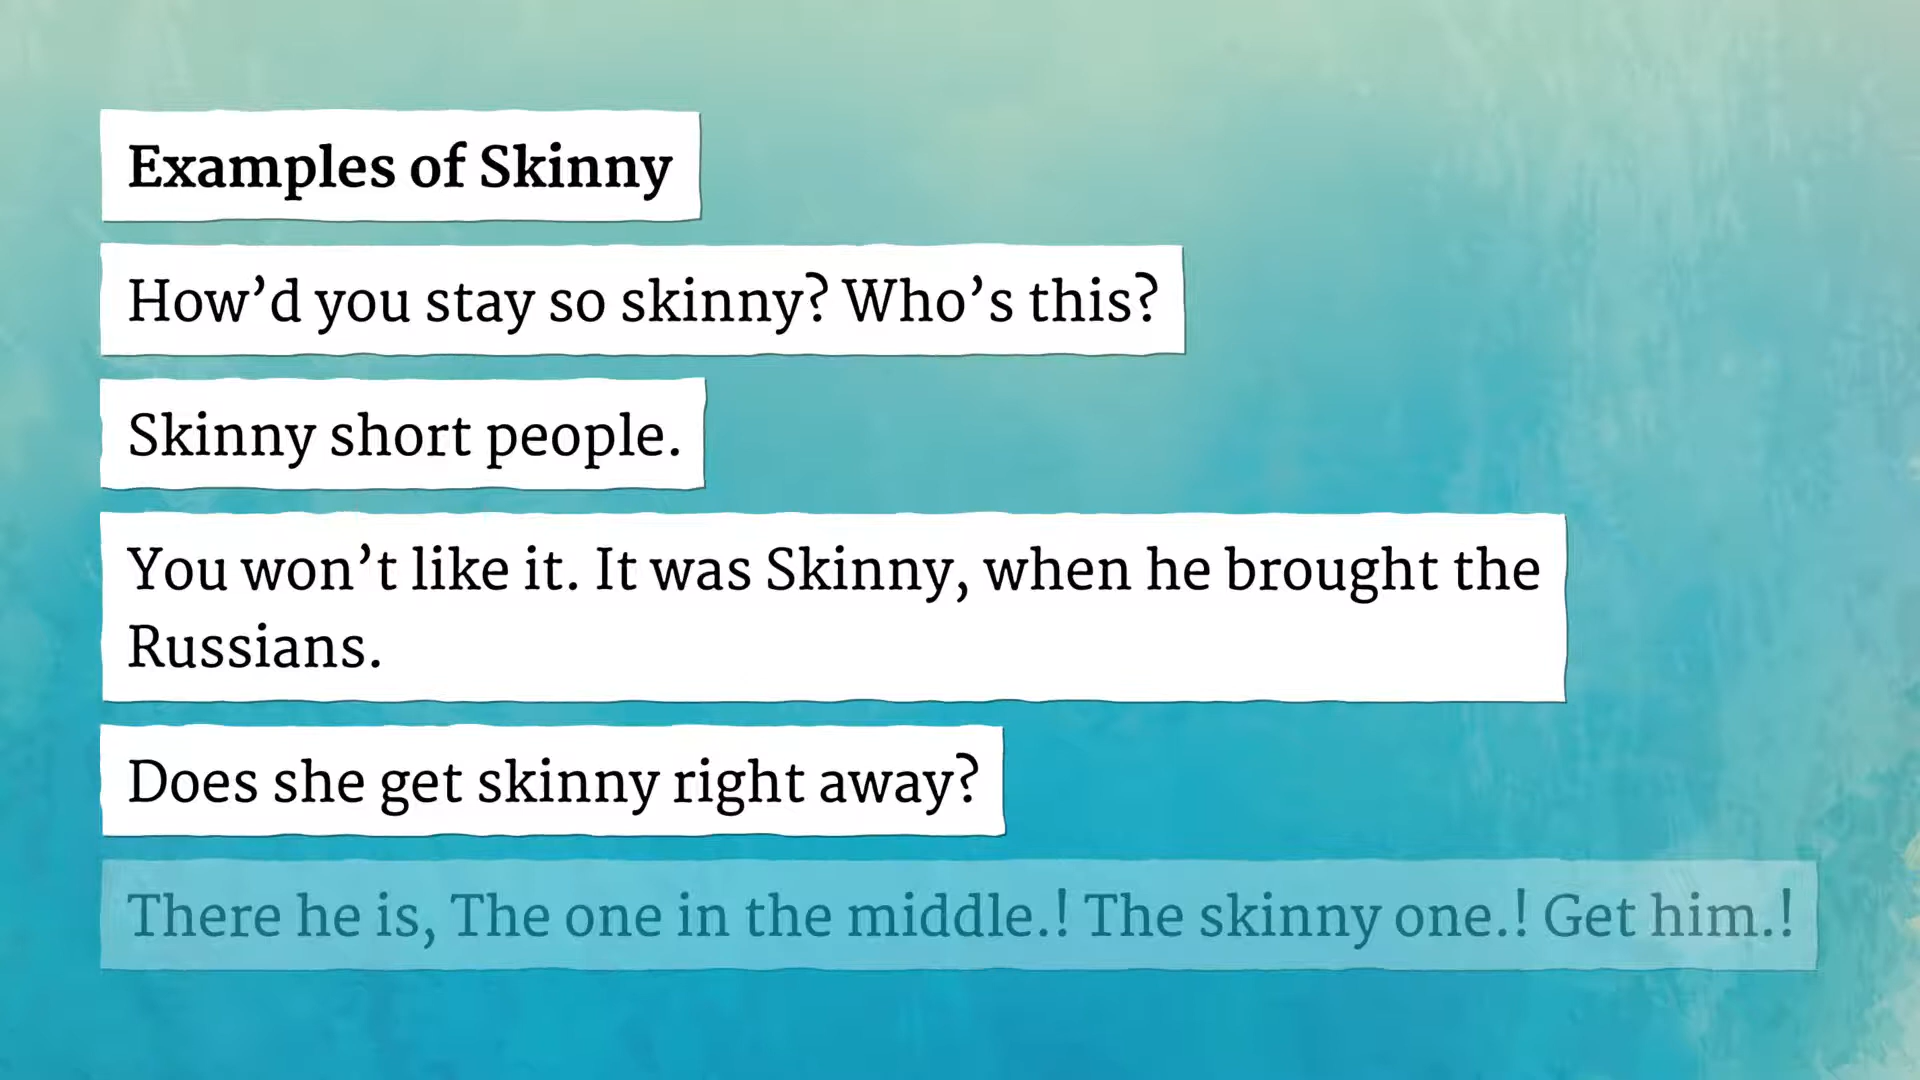 Examples of Skinny
How’d you stay so skinny? Who’s this?
Skinny short people.
You won’t like it. It was Skinny, when he brought the
Russians.
Does she get skinny right away?
There he is, The one in the middle.! The skinny one.! Get him.!